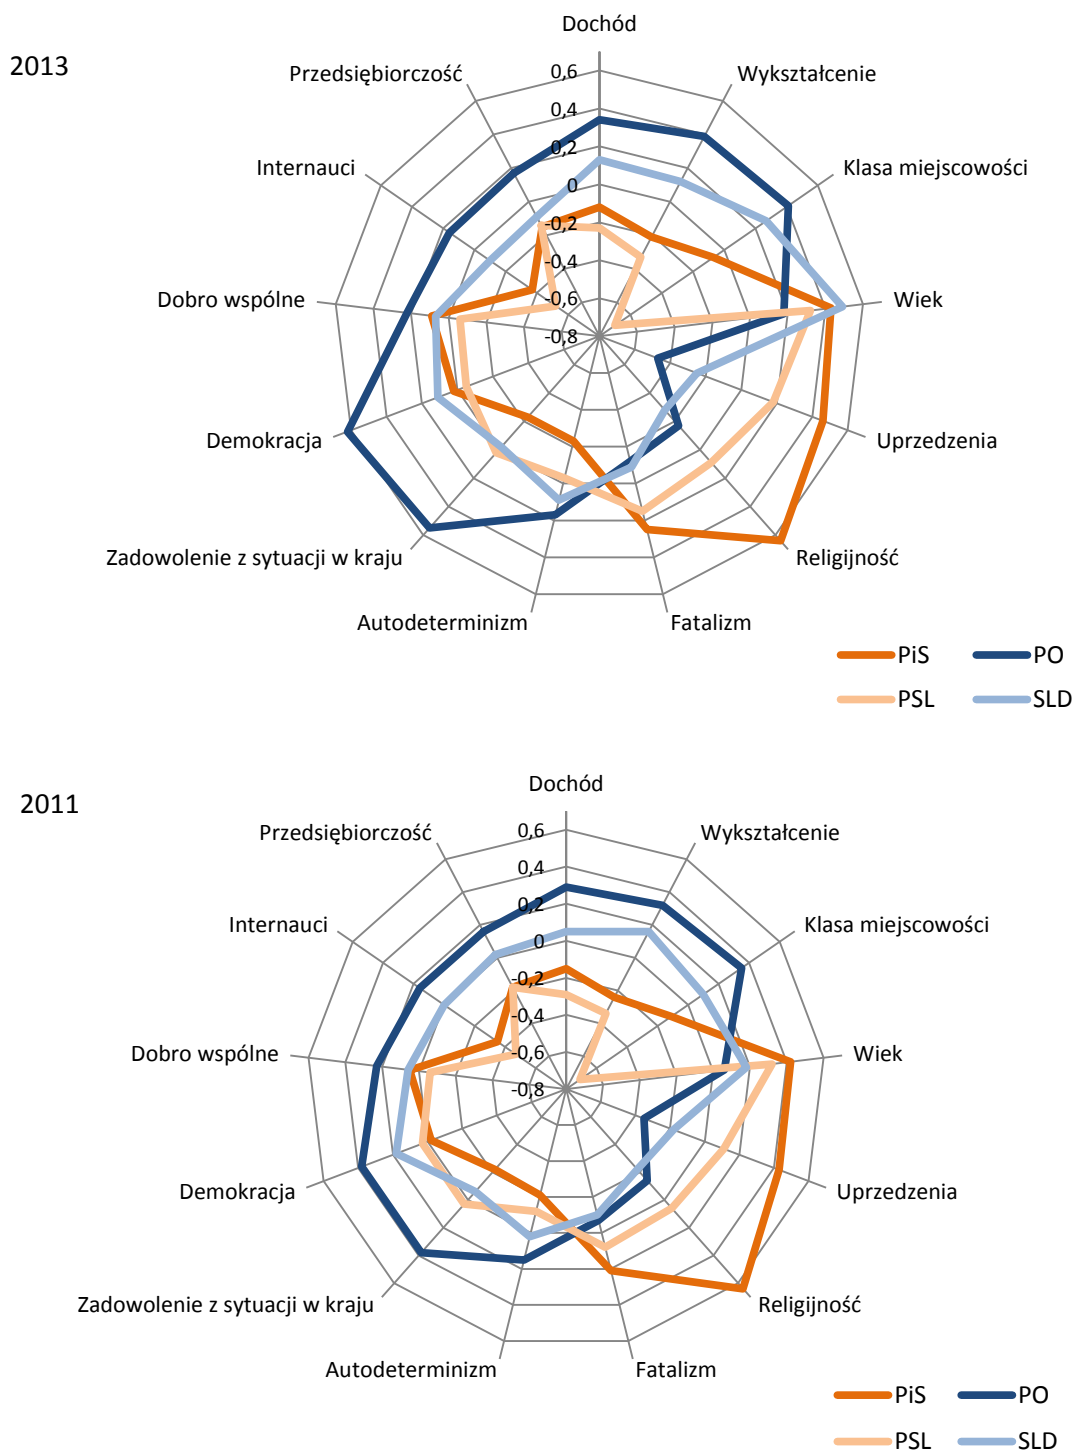 2013
Dochód
Przedsiębiorczość
Wykształcenie
Internauci
Klasa miejscowości
Dobro wspólne
Wiek
Demokracja
Uprzedzenia
Zadowolenie z sytuacji w kraju
Religijność
Autodeterminizm
Fatalizm
0,6
0,4
0,2
0
-0,2
-0,4
-0,6
-0,8
PiS PO
PSL SLD
2011
Dochód
Przedsiębiorczość
Wykształcenie
Internauci
Klasa miejscowości
Dobro wspólne
Wiek
Demokracja
Uprzedzenia
Zadowolenie z sytuacji w kraju
Religijność
Autodeterminizm
Fatalizm
0,6
0,4
0,2
0
-0,2
-0,4
-0,6
-0,8
PiS PO
PSL SLD